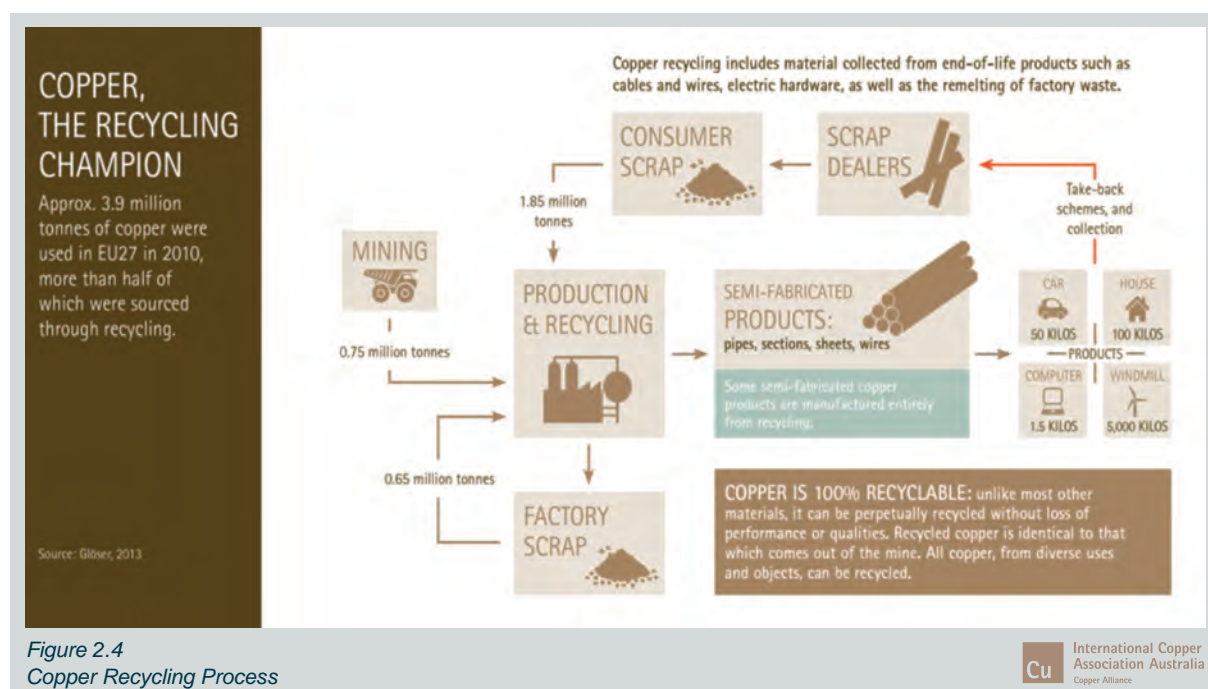 COPPER,
THE RECYCLING
CHAMPION
Approx. 3.9 million
tonnes of copper were
used in EU27 in 2010,
more than half of
which were sourced
through recycling.
Source: Glöser, 2013
Copper recycling includes material collected from end-of-life products such as
cables and wires, electric hardware, as well as the remelting of factory waste.
CONSUMER
SCRAP
SCRAP
DEALERS
1.85 million
tonnes
Take-back
schemes, and
collection
MINING
0.75 million tonnes
PRODUCTION
& RECYCLING
SEMI-FABRICATED
PRODUCTS:
pipes, sections, sheets, wires
Some semi-fabricated copper
products are manufactured entirely
from recycling.
CAR
50 KILOS
HOUSE
100 KILOS
PRODUCTS
COMPUTER
1.5 KILOS
WINDMILL
5,000 KILOS
0.65 million tonnes
FACTORY
SCRAP
COPPER IS 100% RECYCLABLE: unlike most other
materials, it can be perpetually recycled without loss of
performance or qualities. Recycled copper is identical to that
which comes out of the mine. All copper, from diverse uses
and objects, can be recycled.
Figure 2.4
Copper Recycling Process
Cu
International Copper
Association Australia
Copper Alliance